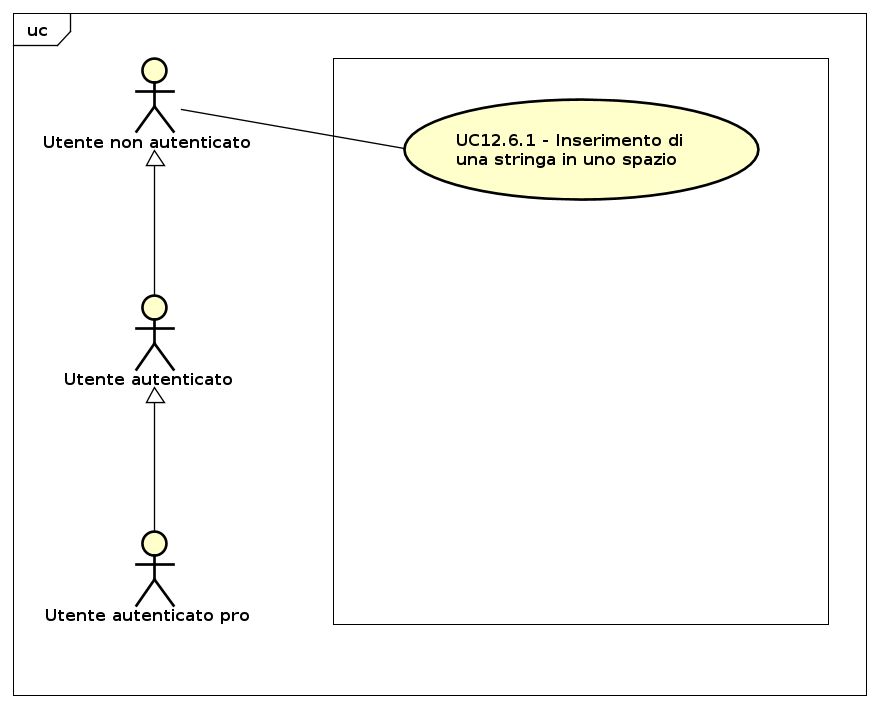 uc
Utente non autenticato
UC12.6.1 - Inserimento di
una stringa in uno spazio
Utente autenticato
Utente autenticato pro